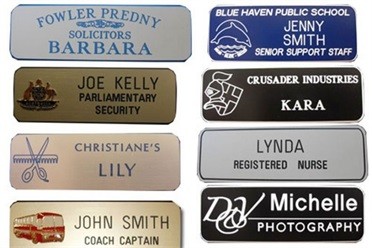 FOWLER PREDNY
SOLICITORS
BARBARA
JOE KELLY
PARLIAMENTARY
SECURITY
CHRISTIANE'S
LILY
JOHN SMITH
COACH CAPTAIN
BLUE HAVEN PUBLIC SCHOOL
JENNY
SMITH
SENIOR SUPPORT STAFF
CRUSADER INDUSTRIES
KARA
LYNDA
REGISTERED NURSE
D&V Michelle
PHOTOGRAPHY